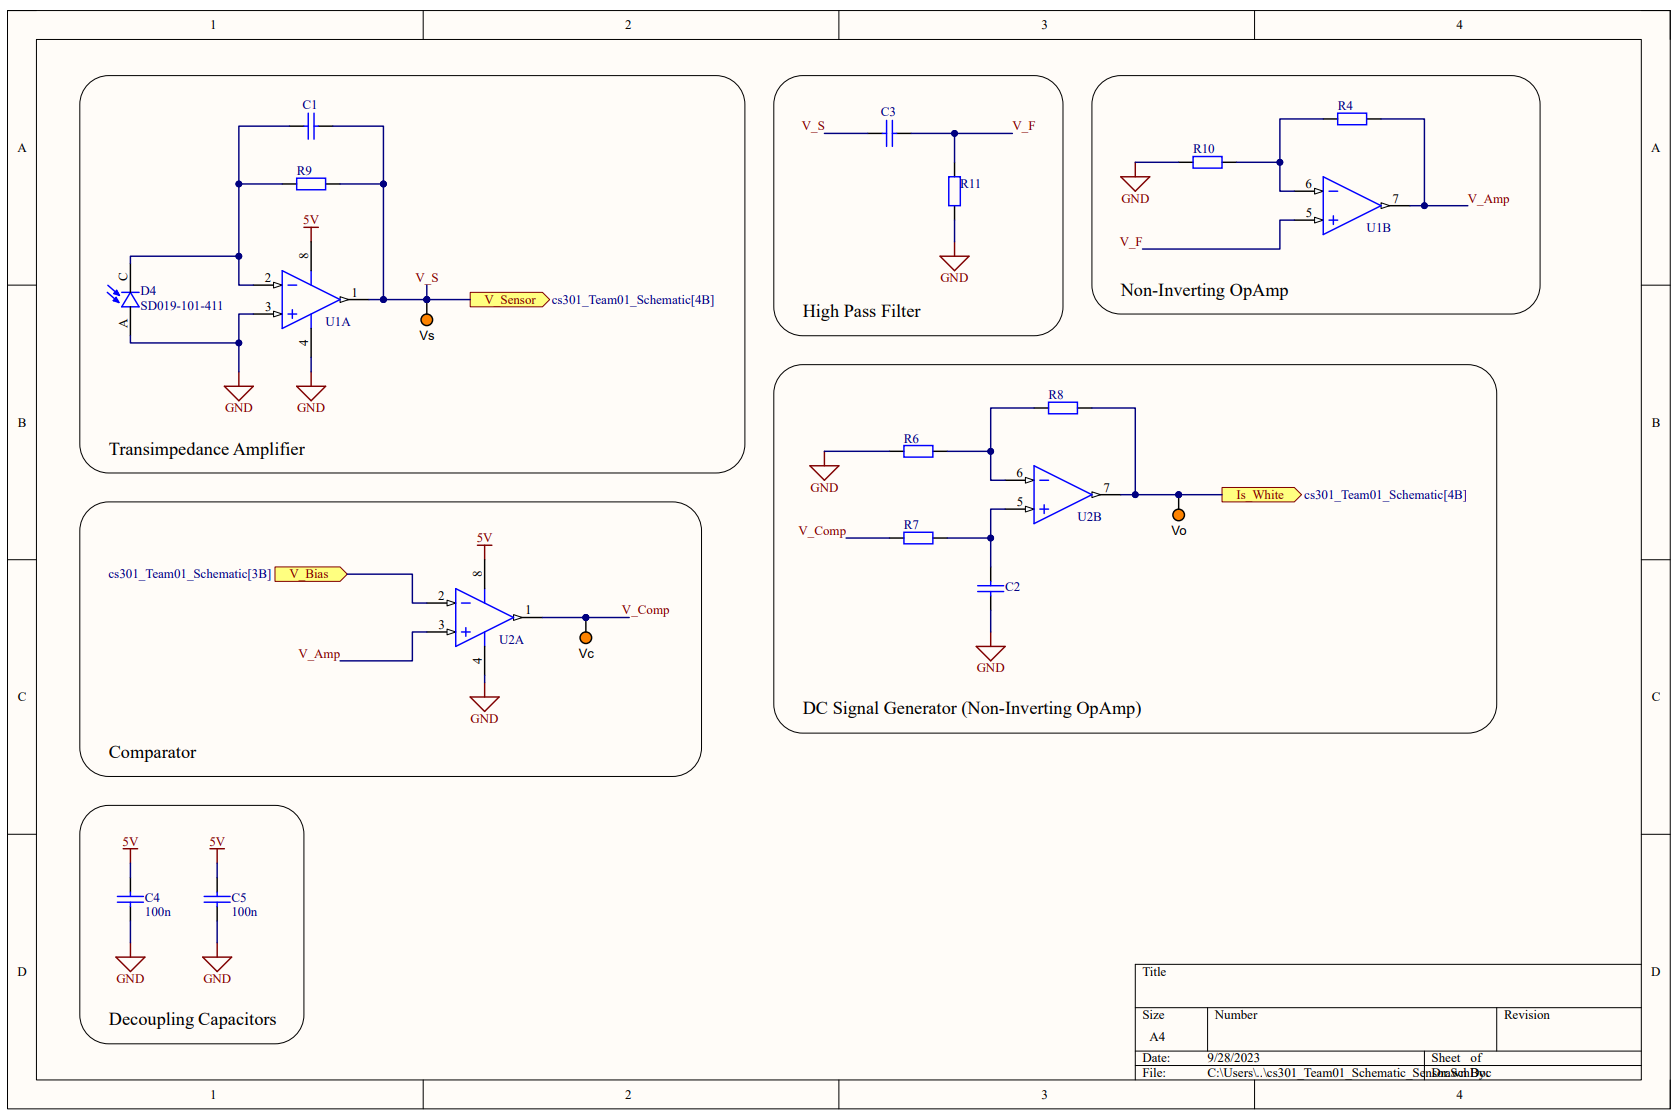 1 2 3 4
A
B
C
D
A
B
C
D
C1
R9
5V
8
C
D4
SD019-101-411
A
2
3
1
U1A
4
V_S
V_Sensor cs301_Team01_Schematic[4B]
Vs
GND GND
Transimpedance Amplifier
C3
V_S V_F
R11
GND
High Pass Filter
R4
R10
GND
6
5
7
V_Amp
U1B
V_F
Non-Inverting OpAmp
R8
R6
GND
6
5
7
U2B
Is_White cs301_Team01_Schematic[4B]
Vo
V_Comp R7
C2
GND
DC Signal Generator (Non-Inverting OpAmp)
5V
8
cs301_Team01_Schematic[3B] V_Bias
2
3
1
V_Comp
U2A
4
Vc
V_Amp
GND
Comparator
5V 5V
C4 C5
100n 100n
GND GND
Decoupling Capacitors
Title
Size Number Revision
A4
Date: 9/28/2023 Sheet of
File: C:\Users\..\cs301_Team01_Schematic_Sensor.SchDoc Drawn By:
1 2 3 4